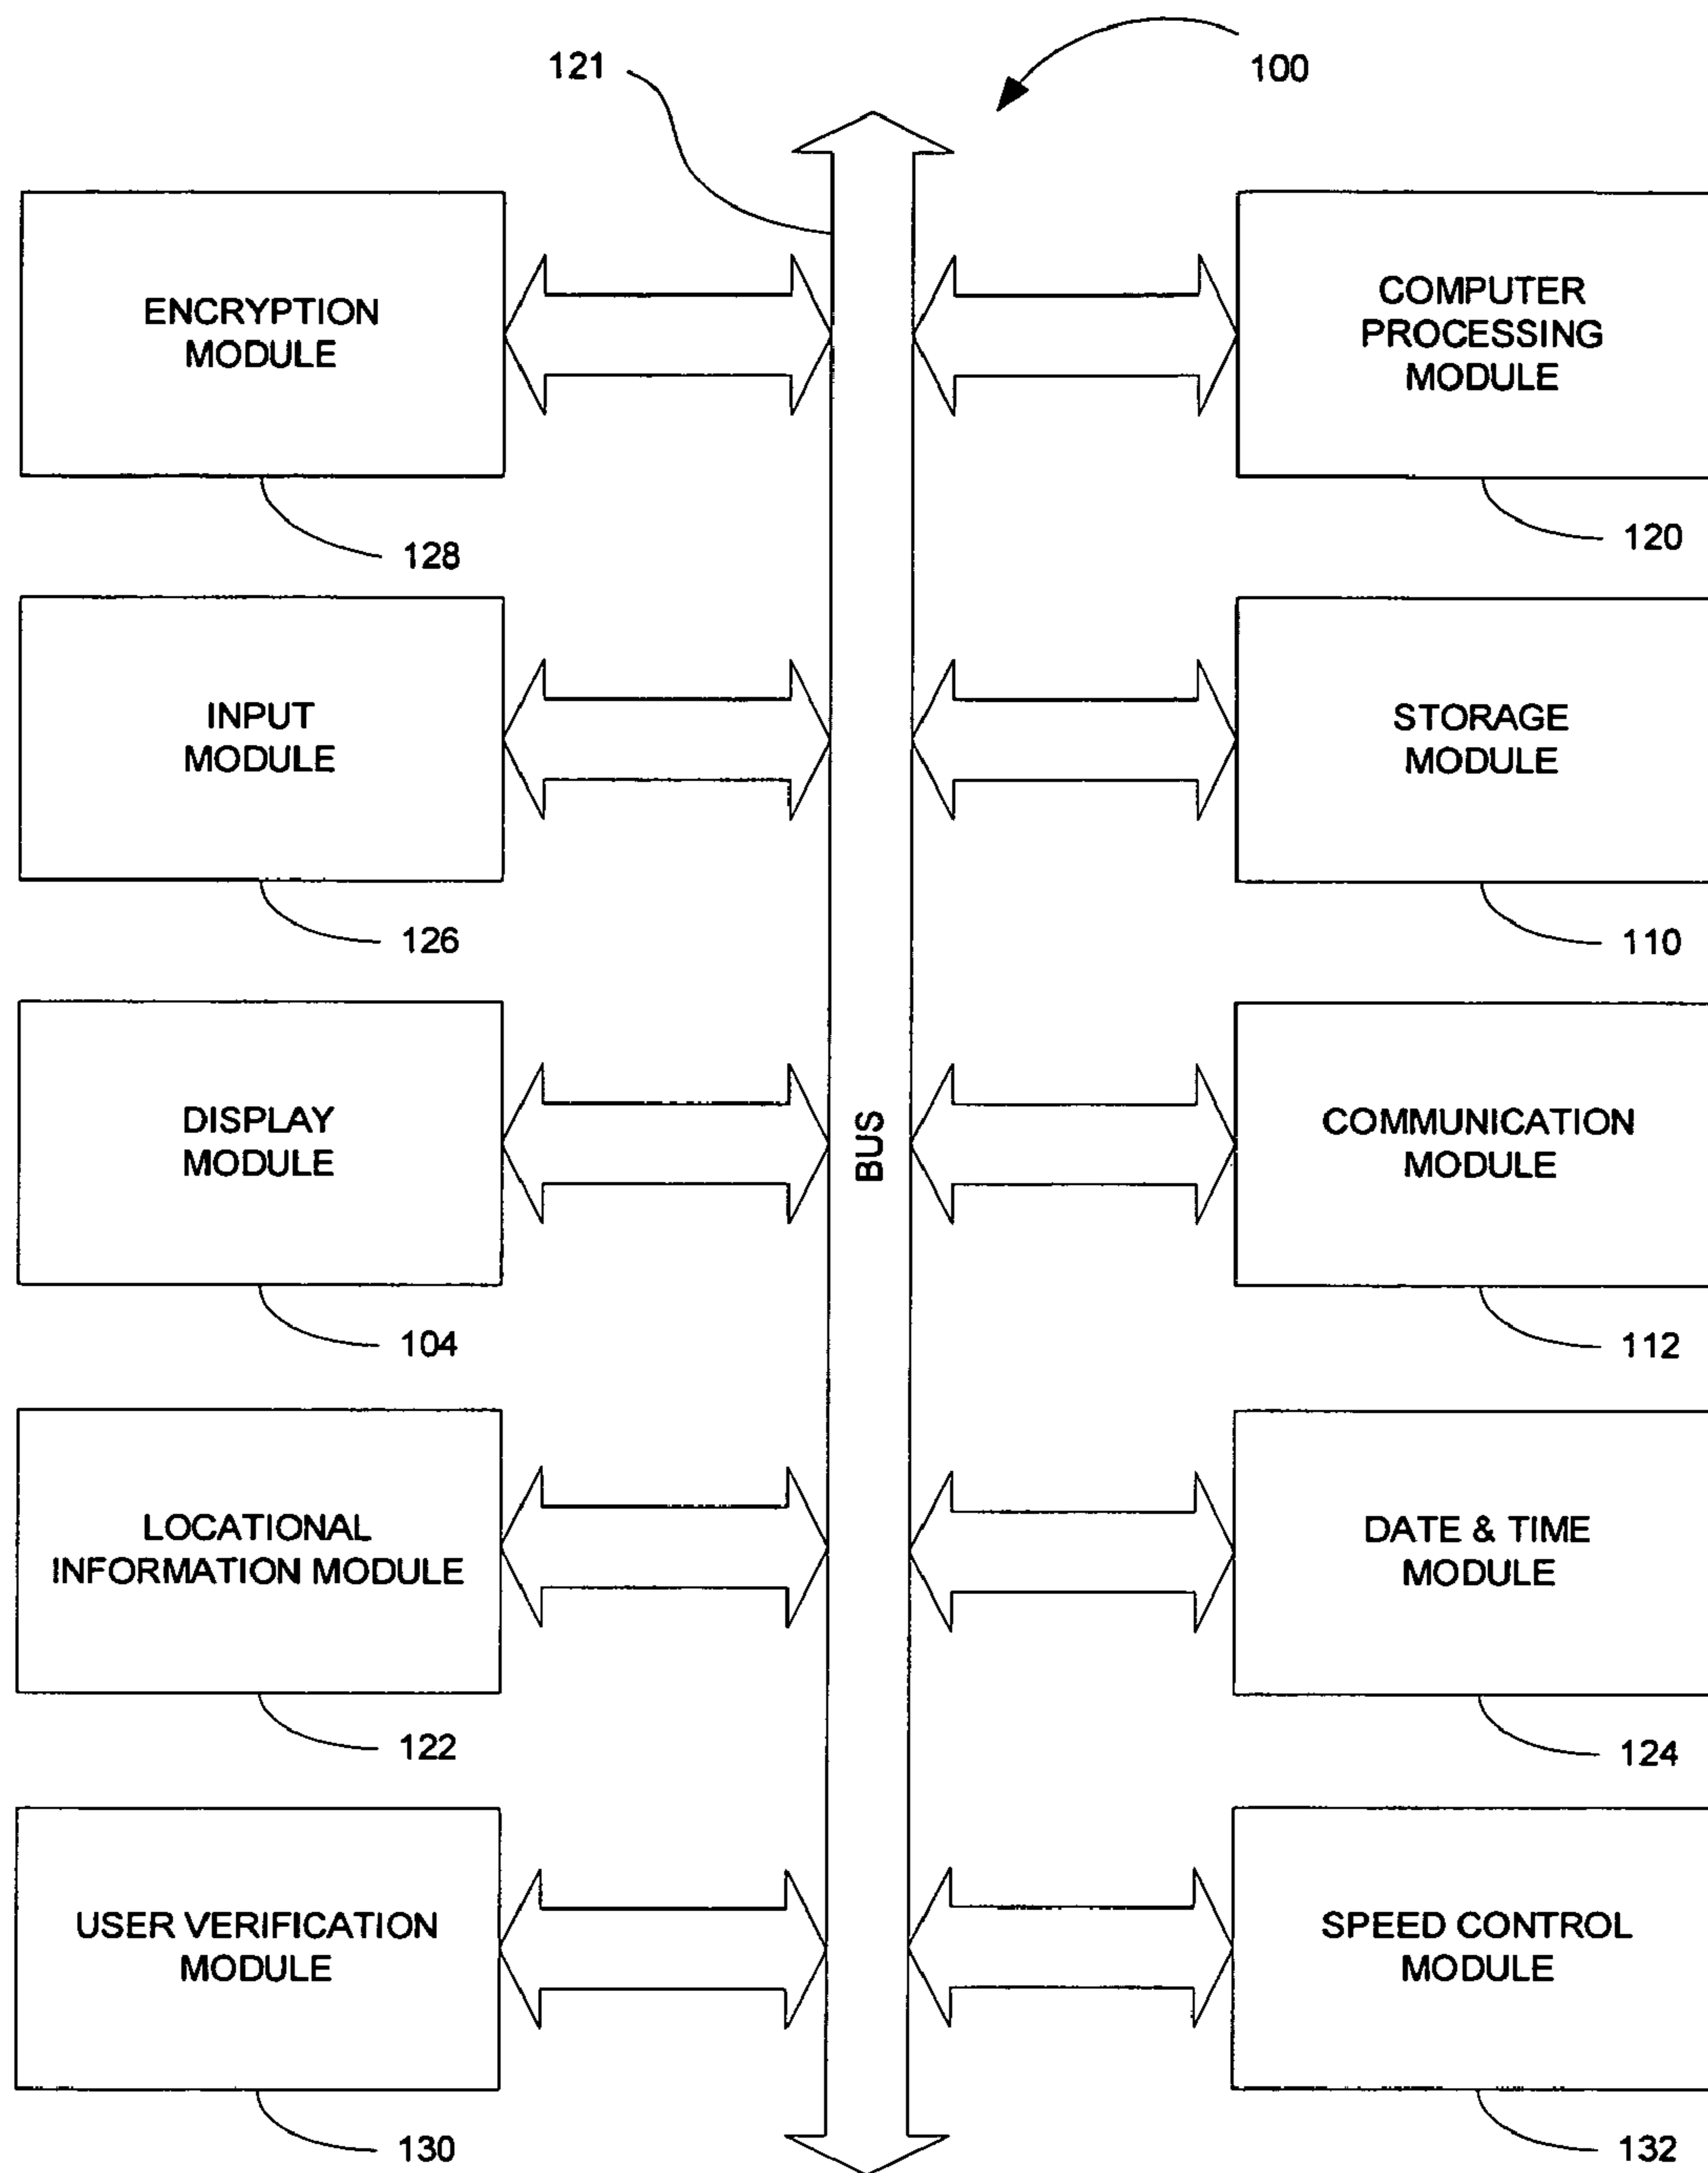 121
100
ENCRYPTION
MODULE
128
COMPUTER
PROCESSING
MODULE
120
INPUT
MODULE
126
STORAGE
MODULE
110
DISPLAY
MODULE
104
BUS
COMMUNICATION
MODULE
112
LOCATIONAL
INFORMATION MODULE
122
DATE & TIME
MODULE
124
USER VERIFICATION
MODULE
130
SPEED CONTROL
MODULE
132